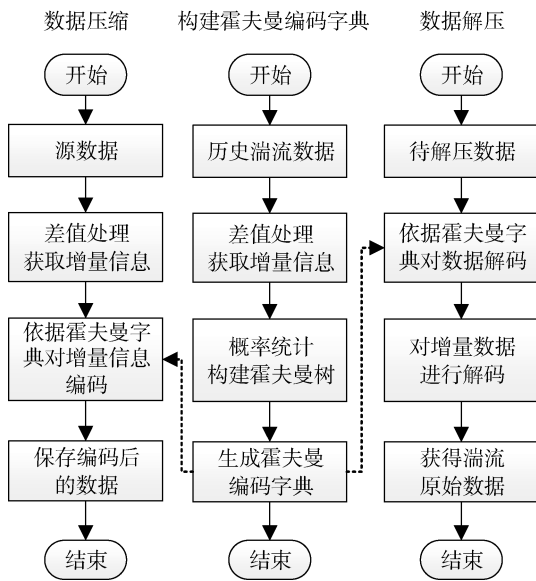 数据压缩
开始
源数据
差值处理
获取增量信息
依据霍夫曼字
典对增量信息
编码
保存编码后
的数据
结束
构建霍夫曼编码字典
开始
历史湍流数据
差值处理
获取增量信息
概率统计
构建霍夫曼树
生成霍夫曼
编码字典
结束
数据解压
开始
待解压数据
依据霍夫曼字
典对数据解码
对增量数据
进行解码
获得湍流
原始数据
结束